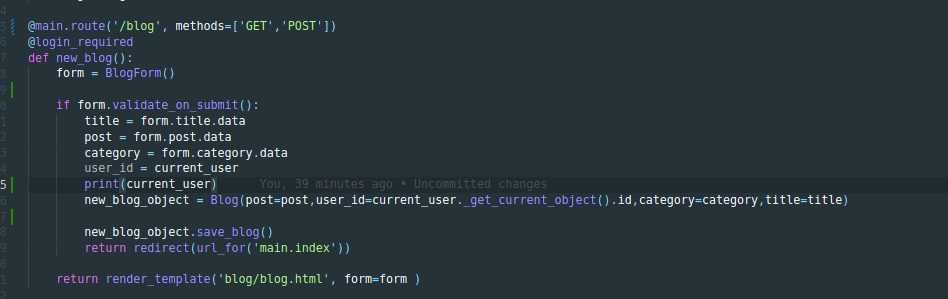 4
5 @main.route('/blog', methods=['GET','POST'])
6 @login_required
7 def new_blog():
8 form = BlogForm()
9
0 if form.validate_on_submit():
1 title = form.title.data
2 post = form.post.data
3 category = form.category.data
4 user_id = current_user
5 print(current_user) You, 39 minutes ago • Uncommitted changes
6 new_blog_object = Blog(post=post,user_id=current_user._get_current_object().id,category=category,title=title)
7
8 new_blog_object.save_blog()
9 return redirect(url_for('main.index'))
0
1 return render_template('blog/blog.html', form=form )
2